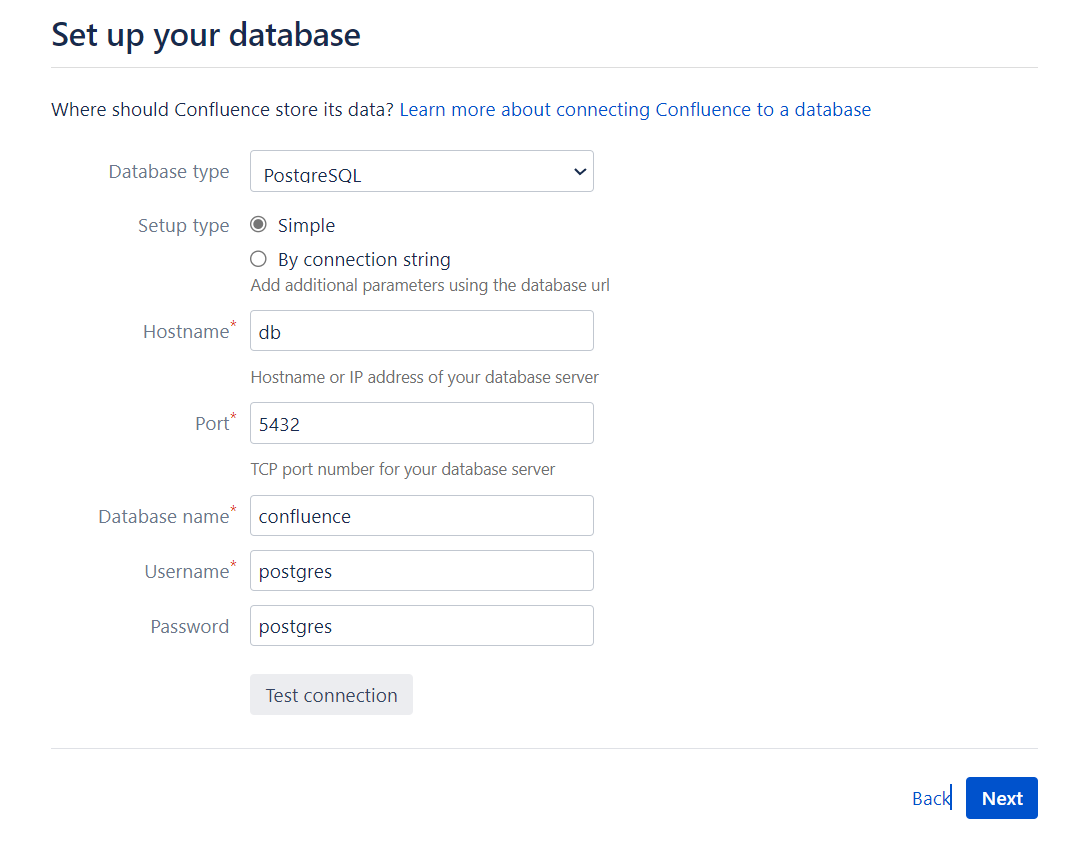 Set up your database
Where should Confluence store its data? Learn more about connecting Confluence to a database
Database type PostgreSQL
Setup type Simple
By connection string
Add additional parameters using the database url
Hostname* db
Hostname or IP address of your database server
Port* 5432
TCP port number for your database server
Database name* confluence
Username* postgres
Password postgres
Test connection
Back Next